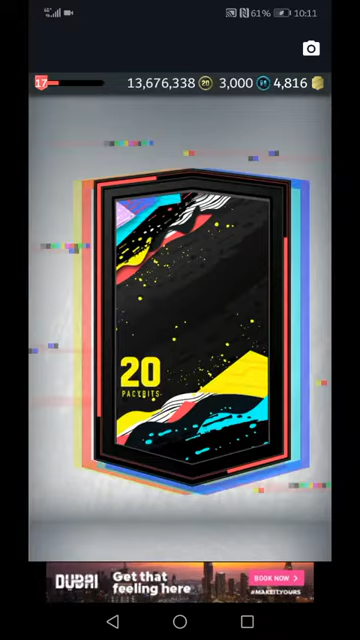 61% 10:11
17 13,676,338 20 3,000 4,816
20
PACYBITS
DUBAI
Get that
feeling here
BOOK NOW
#MAKEITYOURS